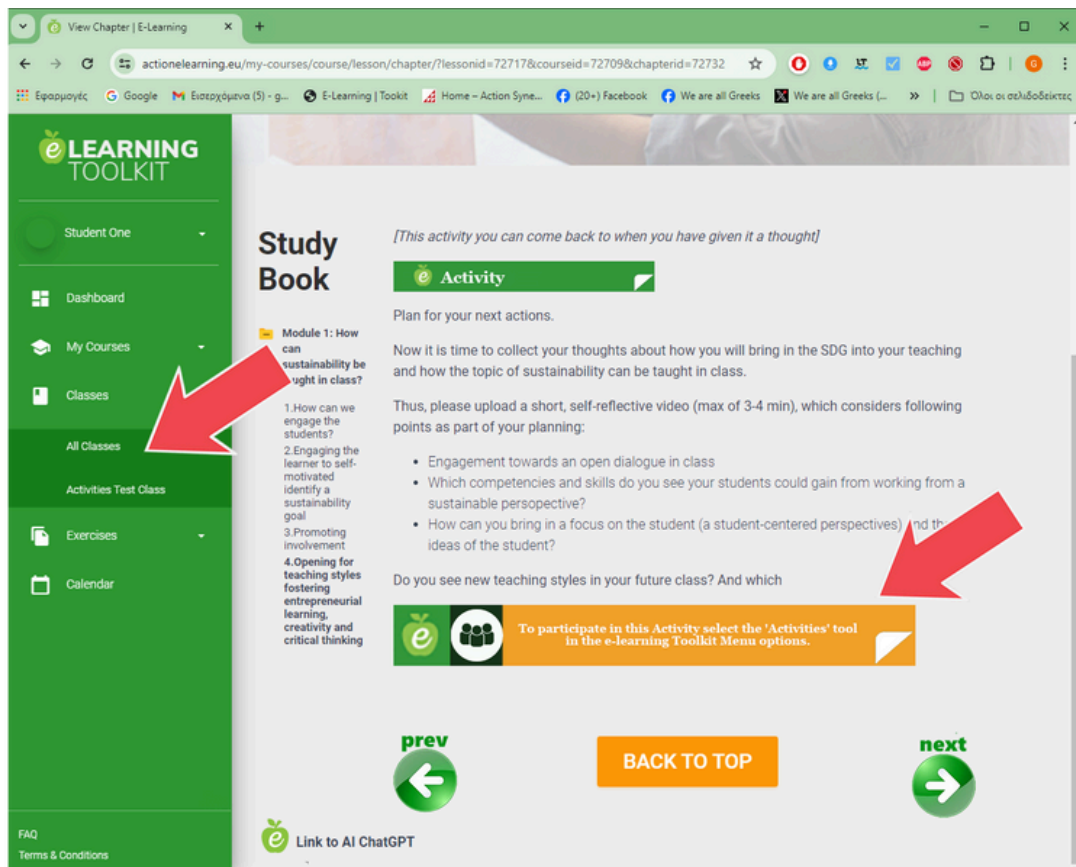 View Chapter | E-Learning
actionelearning.eu/my-courses/course/lesson/chapter/?lessonid=72717&courseid=72709&chapterid=72732
Εφαρμογές
Google
Εισερχόμενα (5) - g...
E-Learning | Tookit
Home – Action Syne...
(20+) Facebook
We are all Greeks
We are all Greeks (...
»
Όλοι οι σελιδοδείκτες
e LEARNING
TOOLKIT
Student One
Dashboard
My Courses
Classes
All Classes
Activities Test Class
Exercises
Calendar
FAQ
Terms & Conditions
Study
Book
Module 1: How
can
sustainability be
taught in class?
1.How can we
engage the
students?
2.Engaging the
learner to self-
motivated
identify a
sustainability
goal
3.Promoting
involvement
4.Opening for
teaching styles
fostering
entrepreneurial
learning,
creativity and
critical thinking
[This activity you can come back to when you have given it a thought]
e Activity
Plan for your next actions.
Now it is time to collect your thoughts about how you will bring in the SDG into your teaching
and how the topic of sustainability can be taught in class.
Thus, please upload a short, self-reflective video (max of 3-4 min), which considers following
points as part of your planning:
• Engagement towards an open dialogue in class
• Which competencies and skills do you see your students could gain from working from a
sustainable persopective?
• How can you bring in a focus on the student (a student-centered perspectives) and the
ideas of the student?
Do you see new teaching styles in your future class? And which
e
To participate in this Activity select the 'Activities' tool
in the e-learning Toolkit Menu options.
prev
BACK TO TOP
next
e Link to AI ChatGPT